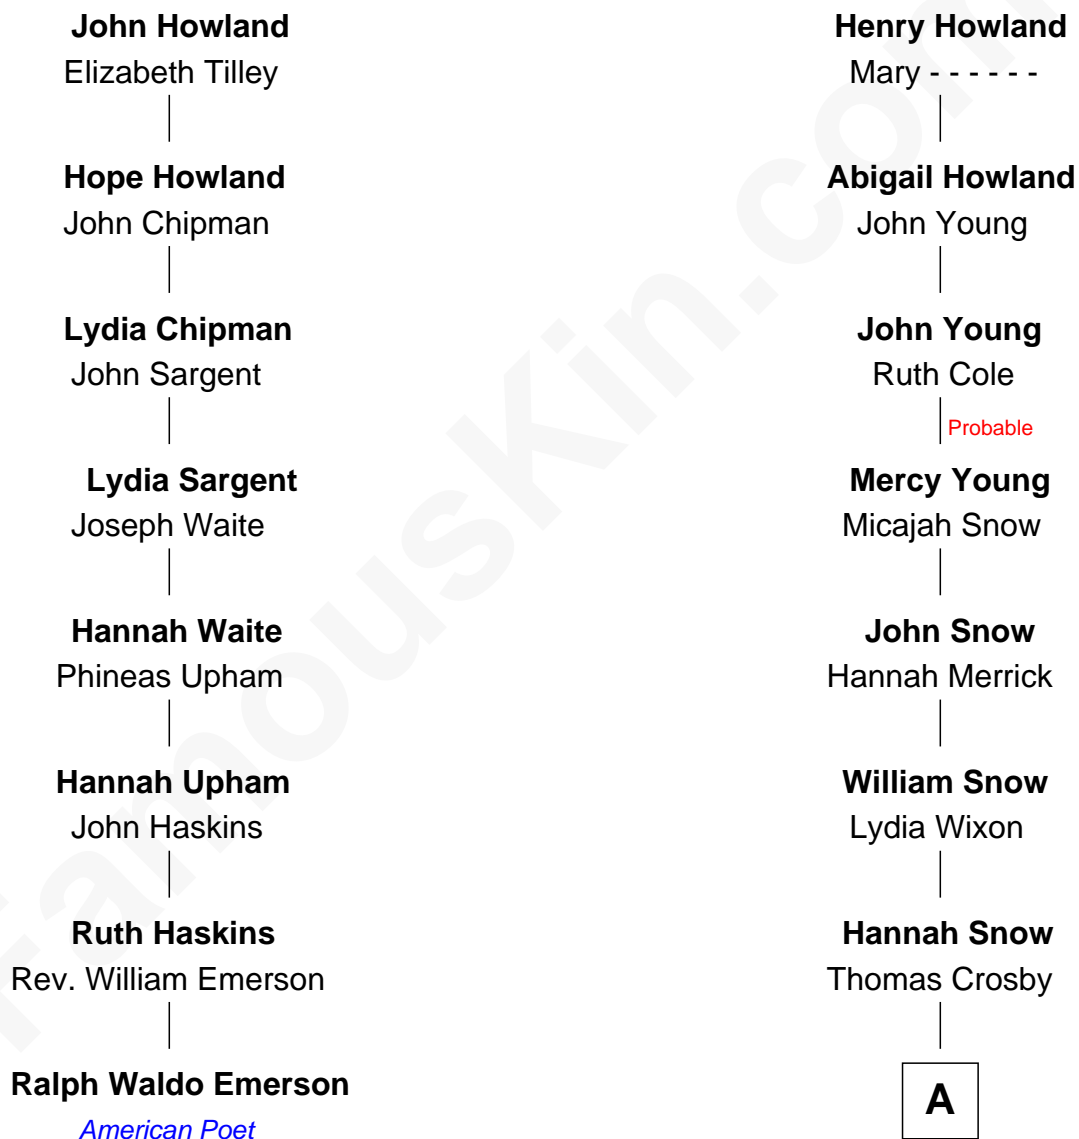 John Howland
Elizabeth Tilley
Hope Howland
John Chipman
Lydia Chipman
John Sargent
Lydia Sargent
Joseph Waite
Hannah Waite
Phineas Upham
Hannah Upham
John Haskins
Ruth Haskins
Rev. William Emerson
Ralph Waldo Emerson
American Poet
Henry Howland
Mary - - - - - -
Abigail Howland
John Young
John Young
Ruth Cole
Probable
Mercy Young
Micajah Snow
John Snow
Hannah Merrick
William Snow
Lydia Wixon
Hannah Snow
Thomas Crosby
A
FamousKin.com